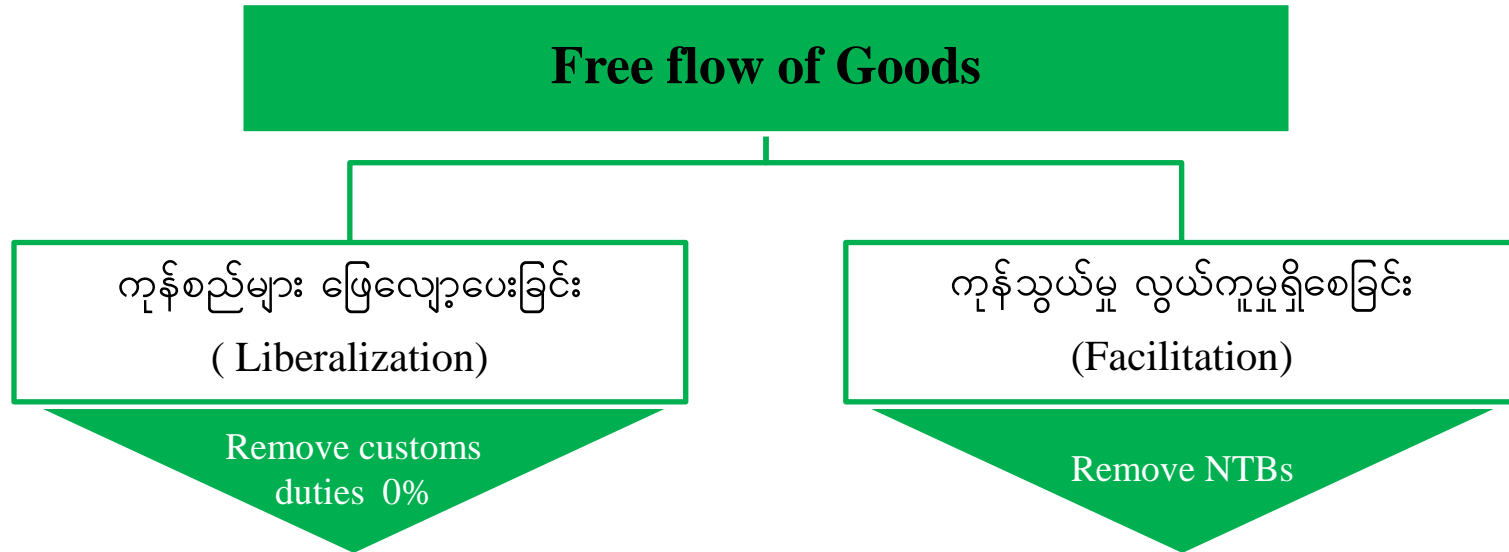 Free flow of Goods
ကုန်စည်များ ဖြေလျော့ပေးခြင်း
( Liberalization)
Remove customs
duties 0%
ကုန်သွယ်မှု လွယ်ကူမှုရှိစေခြင်း
(Facilitation)
Remove NTBs